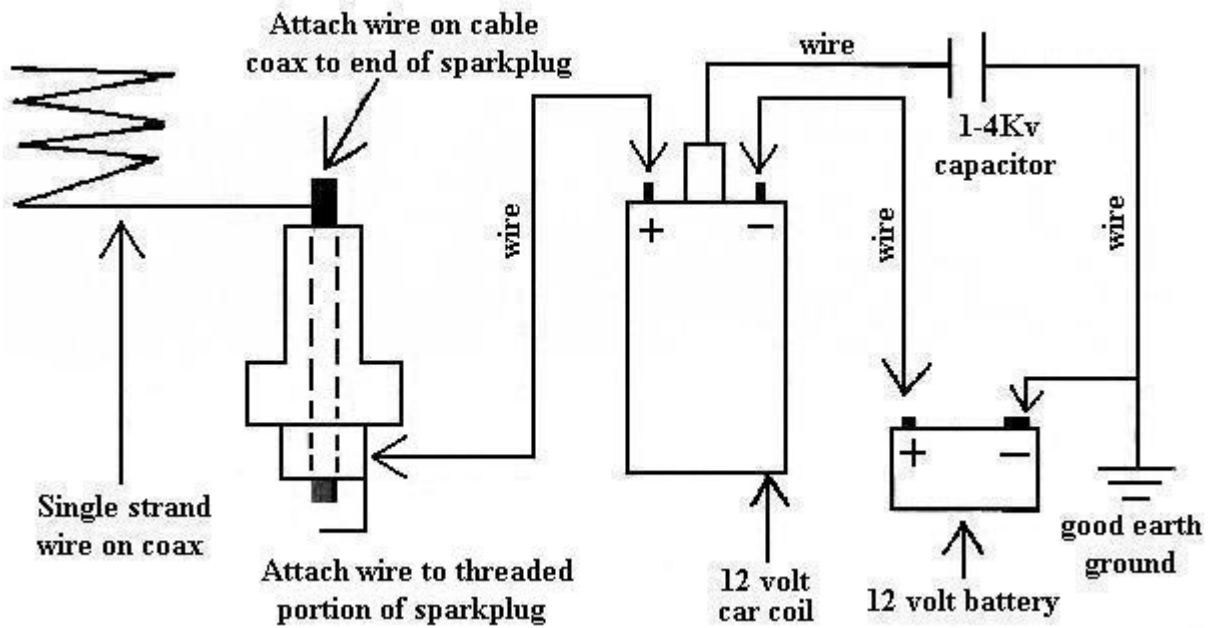 Attach wire on cable
coax to end of sparkplug
wire
1-4Kv
capacitor
wire
+
−
wire
wire
+
−
Single strand
wire on coax
Attach wire to threaded
portion of sparkplug
12 volt
car coil
12 volt battery
good earth
ground